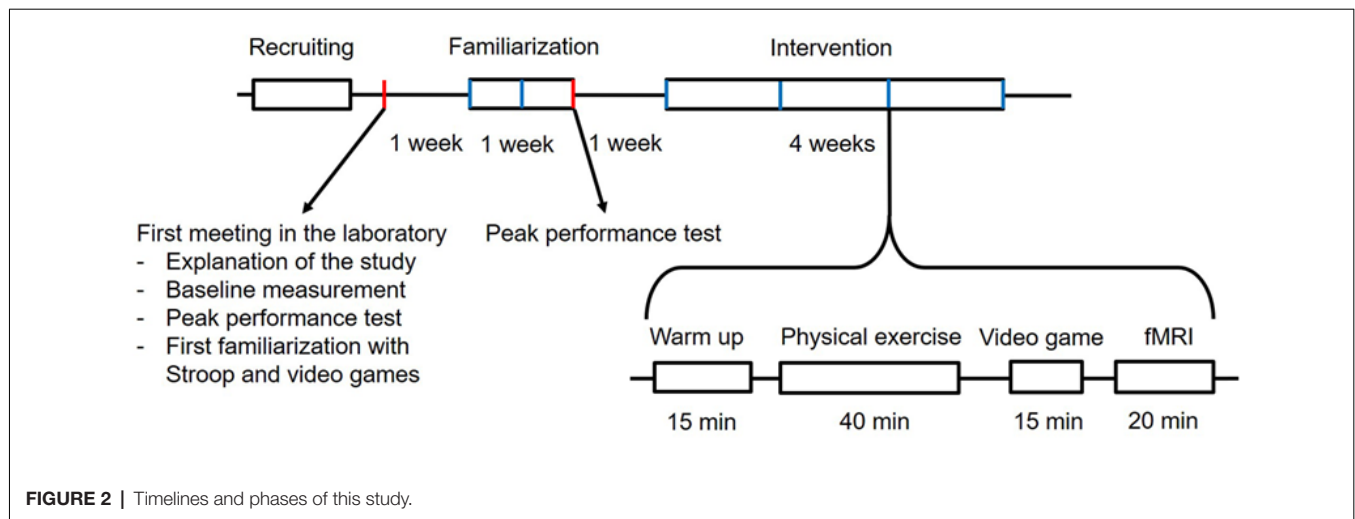 Recruiting Familiarization Intervention
1 week 1 week 1 week 4 weeks
First meeting in the laboratory
- Explanation of the study
- Baseline measurement
- Peak performance test
- First familiarization with
Stroop and video games
Peak performance test
Warm up Physical exercise Video game fMRI
15 min 40 min 15 min 20 min
FIGURE 2 | Timelines and phases of this study.